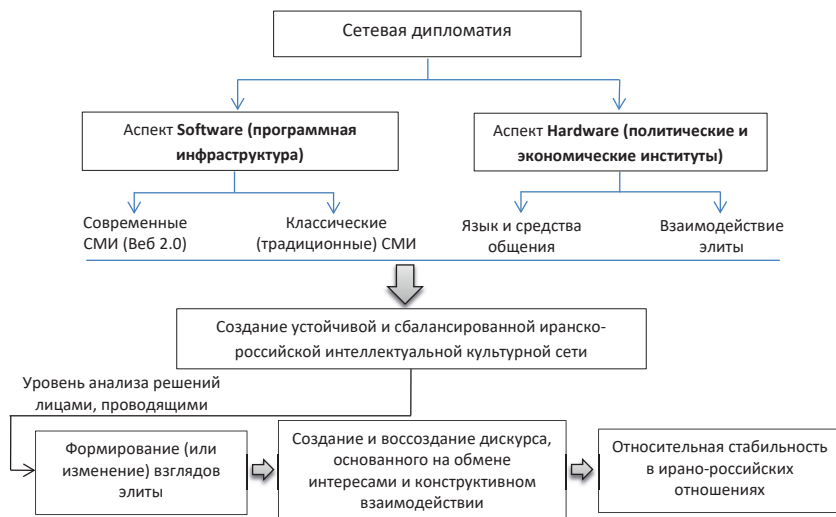 Сетевая дипломатия
Аспект Software (программная
инфраструктура)
Аспект Hardware (политические и
экономические институты)
Современные
СМИ (Веб 2.0)
Классические
(традиционные) СМИ
Язык и средства
общения
Взаимодействие
элиты
Создание устойчивой и сбалансированной иранско-
российской интеллектуальной культурной сети
Уровень анализа решений
лицами, проводящими
Формирование (или
изменение) взглядов
элиты
Создание и воссоздание дискурса,
основанного на обмене
интересами и конструктивном
взаимодействии
Относительная стабильность
в ирано-российских
отношениях